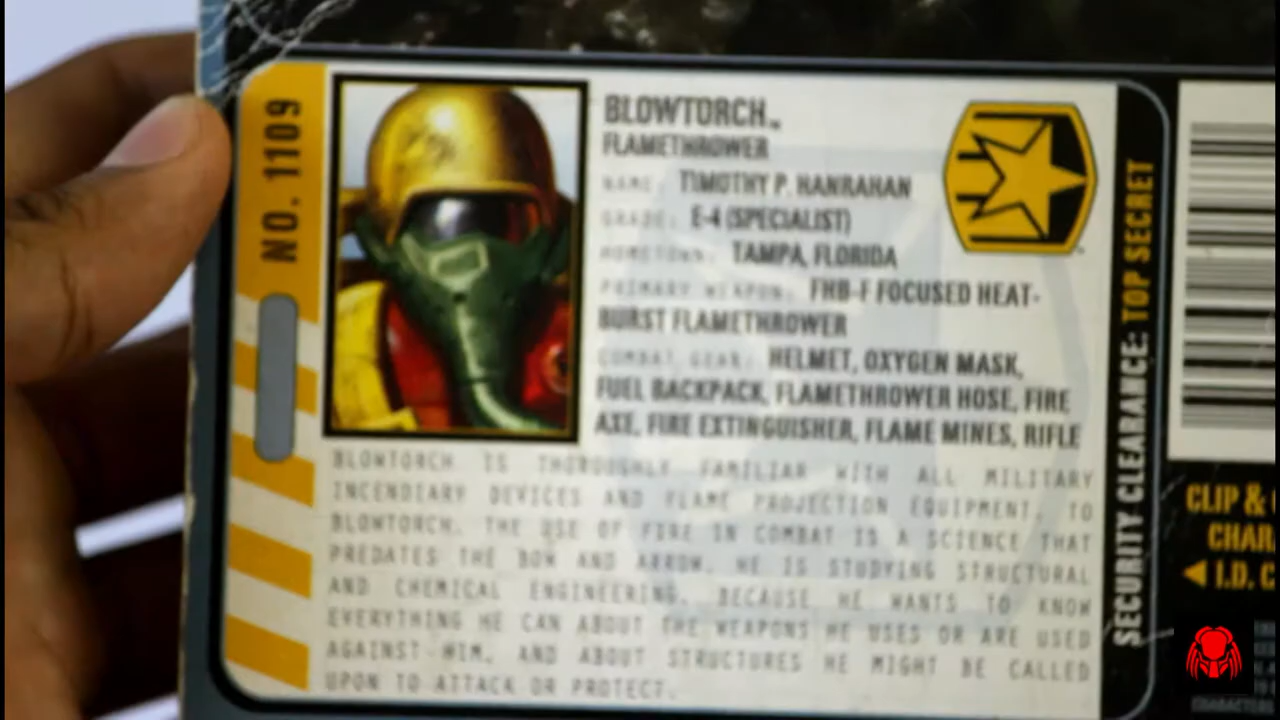 NO. 1109
BLOWTORCH™
FLAMETHROWER
NAME: TIMOTHY P. HANRAHAN
GRADE: E-4 (SPECIALIST)
HOMETOWN: TAMPA, FLORIDA
PRIMARY WEAPON: FHB-F FOCUSED HEAT-
BURST FLAMETHROWER
COMBAT GEAR: HELMET, OXYGEN MASK,
FUEL BACKPACK, FLAMETHROWER HOSE, FIRE
AXE, FIRE EXTINGUISHER, FLAME MINES, RIFLE
BLOWTORCH IS THOROUGHLY FAMILIAR WITH ALL MILITARY
INCENDIARY DEVICES AND FLAME PROJECTION EQUIPMENT. TO
BLOWTORCH, THE USE OF FIRE IN COMBAT IS A SCIENCE THAT
PREDATES THE BOW AND ARROW. HE IS STUDYING STRUCTURAL
AND CHEMICAL ENGINEERING, BECAUSE HE WANTS TO KNOW
EVERYTHING HE CAN ABOUT THE WEAPONS HE USES OR ARE USED
AGAINST HIM, AND ABOUT STRUCTURES HE MIGHT BE CALLED
UPON TO ATTACK OR PROTECT.
SECURITY CLEARANCE: TOP SECRET
CLIP &
CHAR
I.D. C